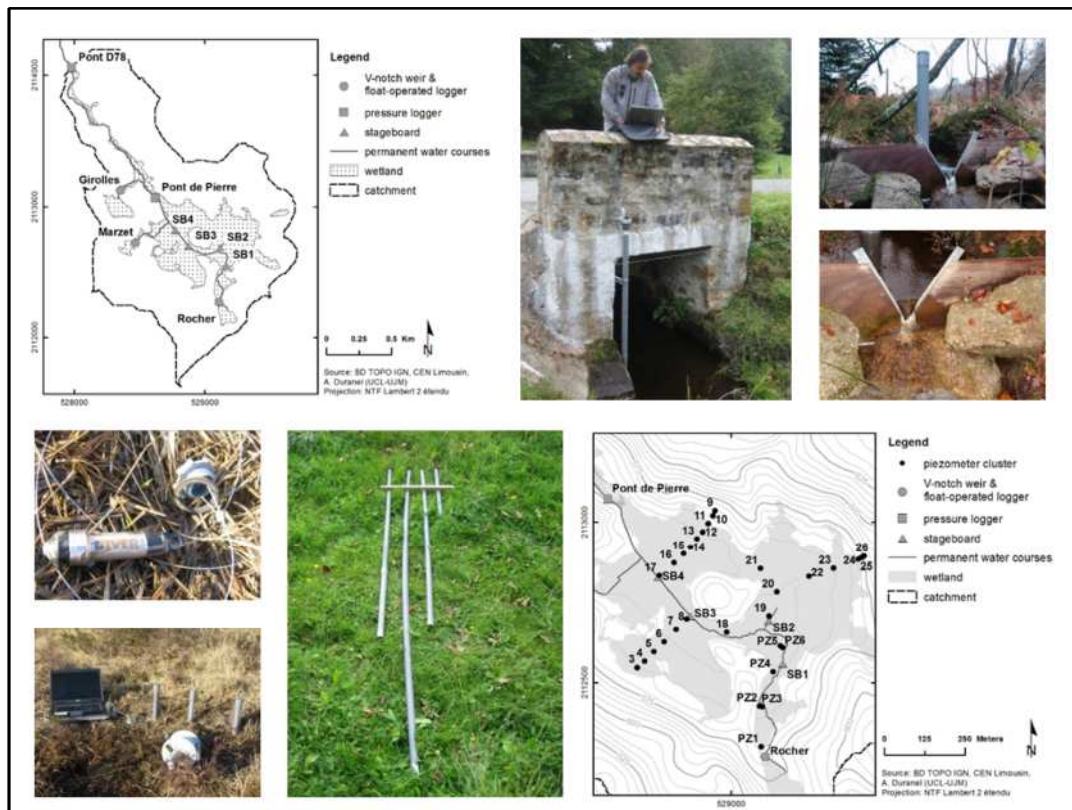 Legend
V-notch weir &
float-operated logger
pressure logger
stageboard
permanent water courses
wetland
catchment
Pont D78
Girolles
Pont de Pierre
Marzet
SB4
SB3
SB2
SB1
Rocher
2114000
2113000
2112000
528000
529000
0 0.25 0.5 Km
N
Source: BD TOPO IGN, CEN Limousin,
A. Duranel (UCL-UJM)
Projection: NTF Lambert 2 étendu
DIVER
Legend
piezometer cluster
V-notch weir &
float-operated logger
pressure logger
stageboard
permanent water courses
wetland
catchment
Pont de Pierre
9
11
10
13
12
15
14
16
17
SB4
21
20
22
23
24
26
25
19
SB2
8
SB3
18
7
6
5
4
3
PZ5
PZ6
SB1
PZ4
PZ2
PZ3
PZ1
Rocher
2113000
2112500
529000
0 125 250 Meters
N
Source: BD TOPO IGN, CEN Limousin,
A. Duranel (UCL-UJM)
Projection: NTF Lambert 2 étendu